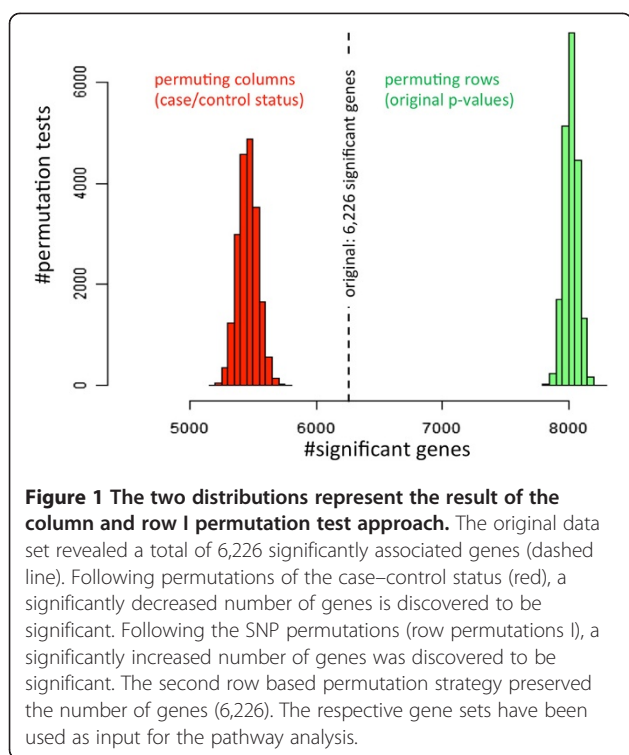 permuting columns
(case/control status)
permuting rows
(original p-values)
#permutation tests
6000
4000
2000
0
original: 6,226 significant genes
5000 6000 7000 8000
#significant genes
Figure 1 The two distributions represent the result of the
column and row I permutation test approach. The original data
set revealed a total of 6,226 significantly associated genes (dashed
line). Following permutations of the case–control status (red), a
significantly decreased number of genes is discovered to be
significant. Following the SNP permutations (row permutations I), a
significantly increased number of genes was discovered to be
significant. The second row based permutation strategy preserved
the number of genes (6,226). The respective gene sets have been
used as input for the pathway analysis.